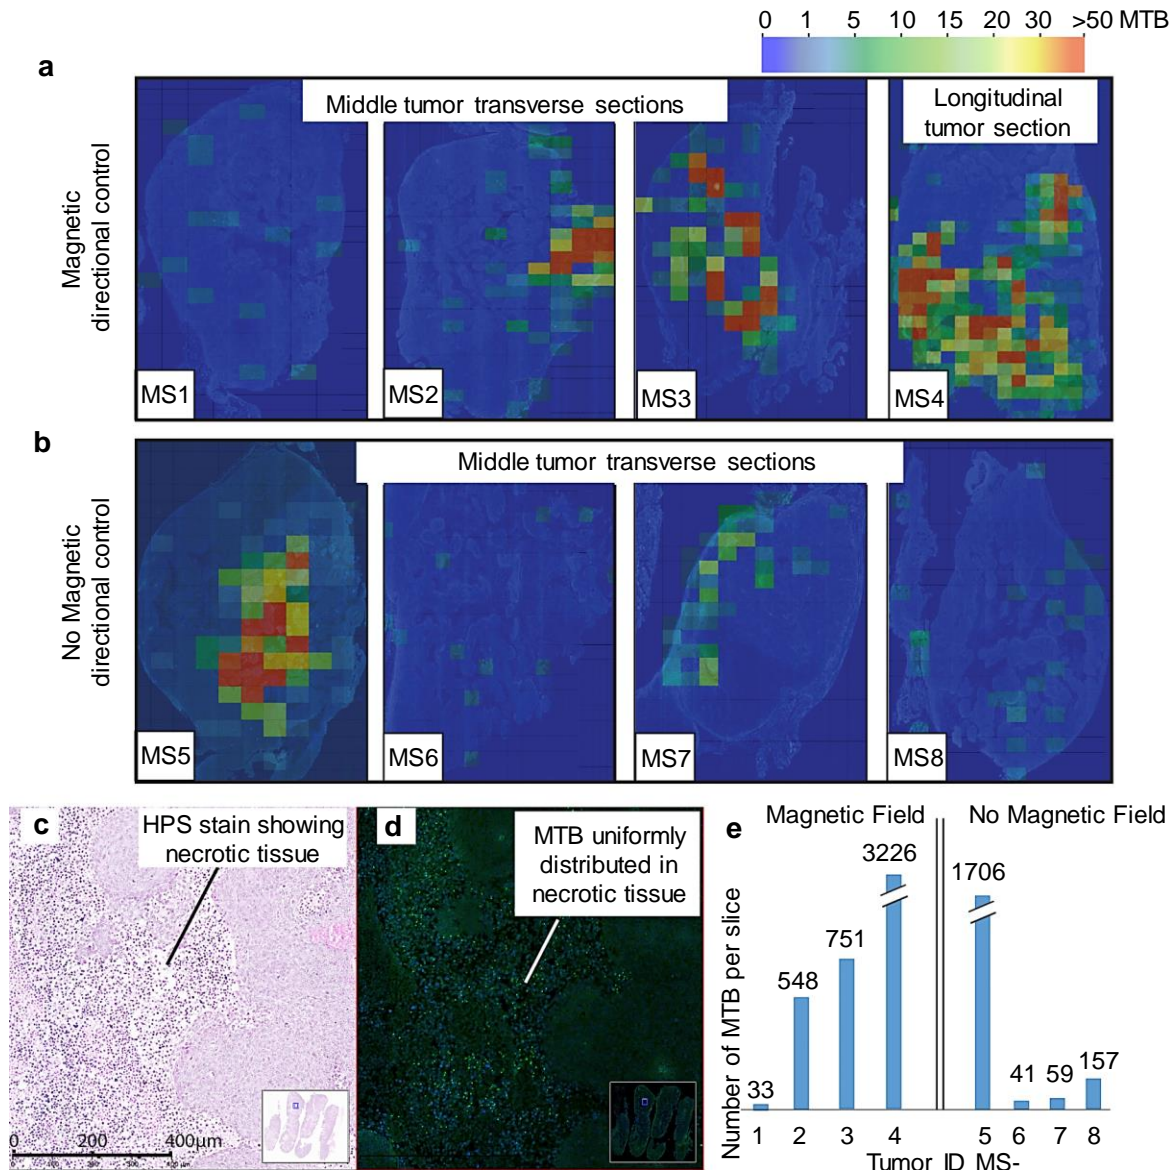 0 1 5 10 15 20 30 >50 MTB
a
Magnetic
directional control
Middle tumor transverse sections
Longitudinal
tumor section
MS1
MS2
MS3
MS4
b
No Magnetic
directional control
Middle tumor transverse sections
MS5
MS6
MS7
MS8
c
HPS stain showing
necrotic tissue
0 200 400µm
d
MTB uniformly
distributed in
necrotic tissue
e
Magnetic Field
No Magnetic Field
Number of MTB per slice
33
548
751
3226
1706
41
59
157
1 2 3 4 5 6 7 8
Tumor ID MS-